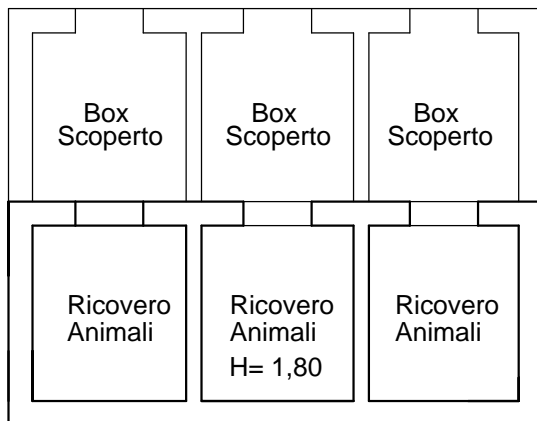 Box
Scoperto
Box
Scoperto
Box
Scoperto
Ricovero
Animali
Ricovero
Animali
H= 1,80
Ricovero
Animali